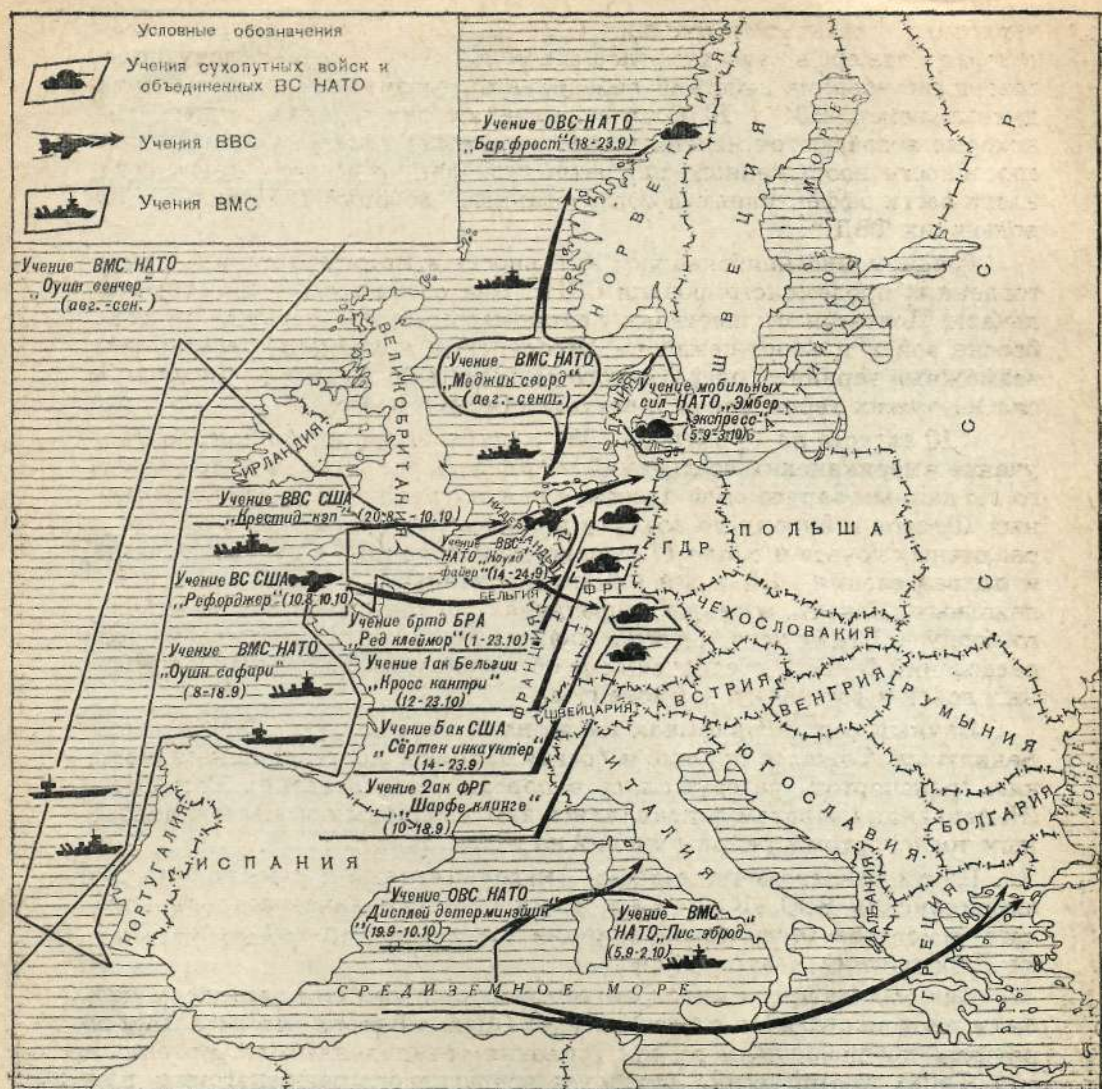 Условные обозначения
Учения сухопутных войск и
объединенных ВС НАТО
Учения ВВС
Учения ВМС
Учение ОВС НАТО
„Бар фрост" (18-23.9)
Учение ВМС НАТО
„Оушн венчер"
(авг.-сен.)
НОРВЕГИЯ
ШВЕЦИЯ
БАЛТИЙСКОЕ МОРЕ
СССР
ВЕЛИКОБРИТАНИЯ
ИРЛАНДИЯ
Учение ВМС НАТО
„Меджик сворд"
(авг.-сент.)
ДАНИЯ
Учение мобильных
сил НАТО „Эмбер
экспресс"
(5.9-3.10)
Учение ВВС США
„Крестид кэп" (20.8.-10.10)
НИДЕРЛАНДЫ
Учение ВВС
НАТО „Коулд
файер" (14-24.9)
БЕЛЬГИЯ
ГДР
ПОЛЬША
ФРГ
Учение ВС США
„Рефорджер" (10.8.10.10)
Учение бртд БРА
„Ред клеймор" (1-23.10)
ЧЕХОСЛОВАКИЯ
Учение ВМС НАТО
„Оушн сафари"
(8-18.9)
Учение 1ак Бельгии
„Кросс кантри"
(12-23.10)
ФРАНЦИЯ
ШВЕЙЦАРИЯ
АВСТРИЯ
ВЕНГРИЯ
РУМЫНИЯ
Учение 5ак США
„Сёртен инкаунтер"
(14-23.9)
Учение 2ак ФРГ
„Шарфе клинге"
(10-18.9)
ИТАЛИЯ
ЮГОСЛАВИЯ
БОЛГАРИЯ
ЧЕРНОЕ МОРЕ
ПОРТУГАЛИЯ
ИСПАНИЯ
АЛБАНИЯ
ГРЕЦИЯ
Учение ОВС НАТО
Дисплей детерминэйшн"
"(19.9-10.10)
Учение ВМС
НАТО „Пис эброд"
(5.9-2.10)
СРЕДИЗЕМНОЕ МОРЕ